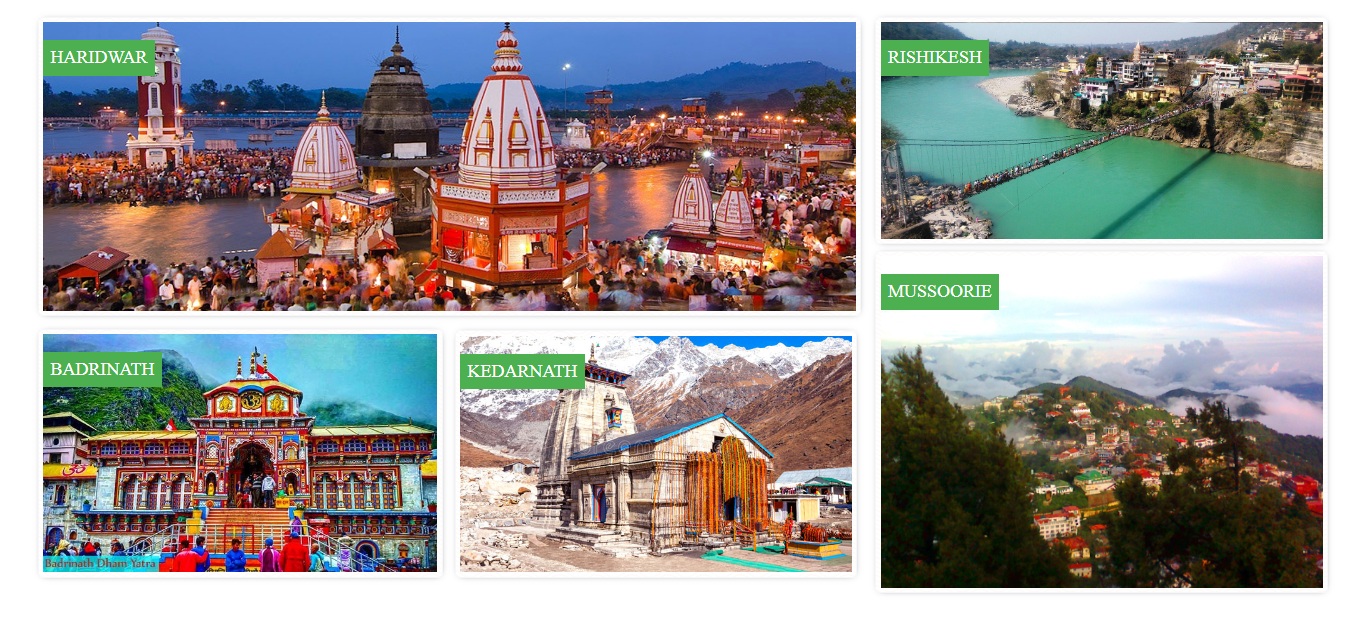 HARIDWAR
RISHIKESH
MUSSOORIE
BADRINATH
KEDARNATH
Badrinath Dham Yatra